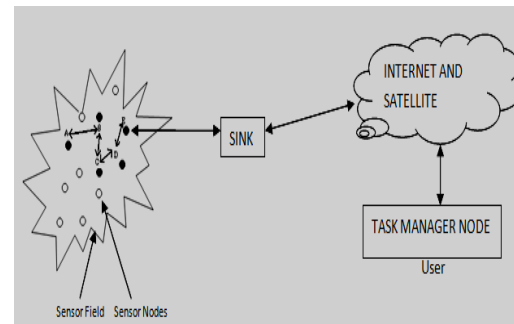 INTERNET AND
SATELLITE
A
B
E
C
D
SINK
TASK MANAGER NODE
User
Sensor Field
Sensor Nodes